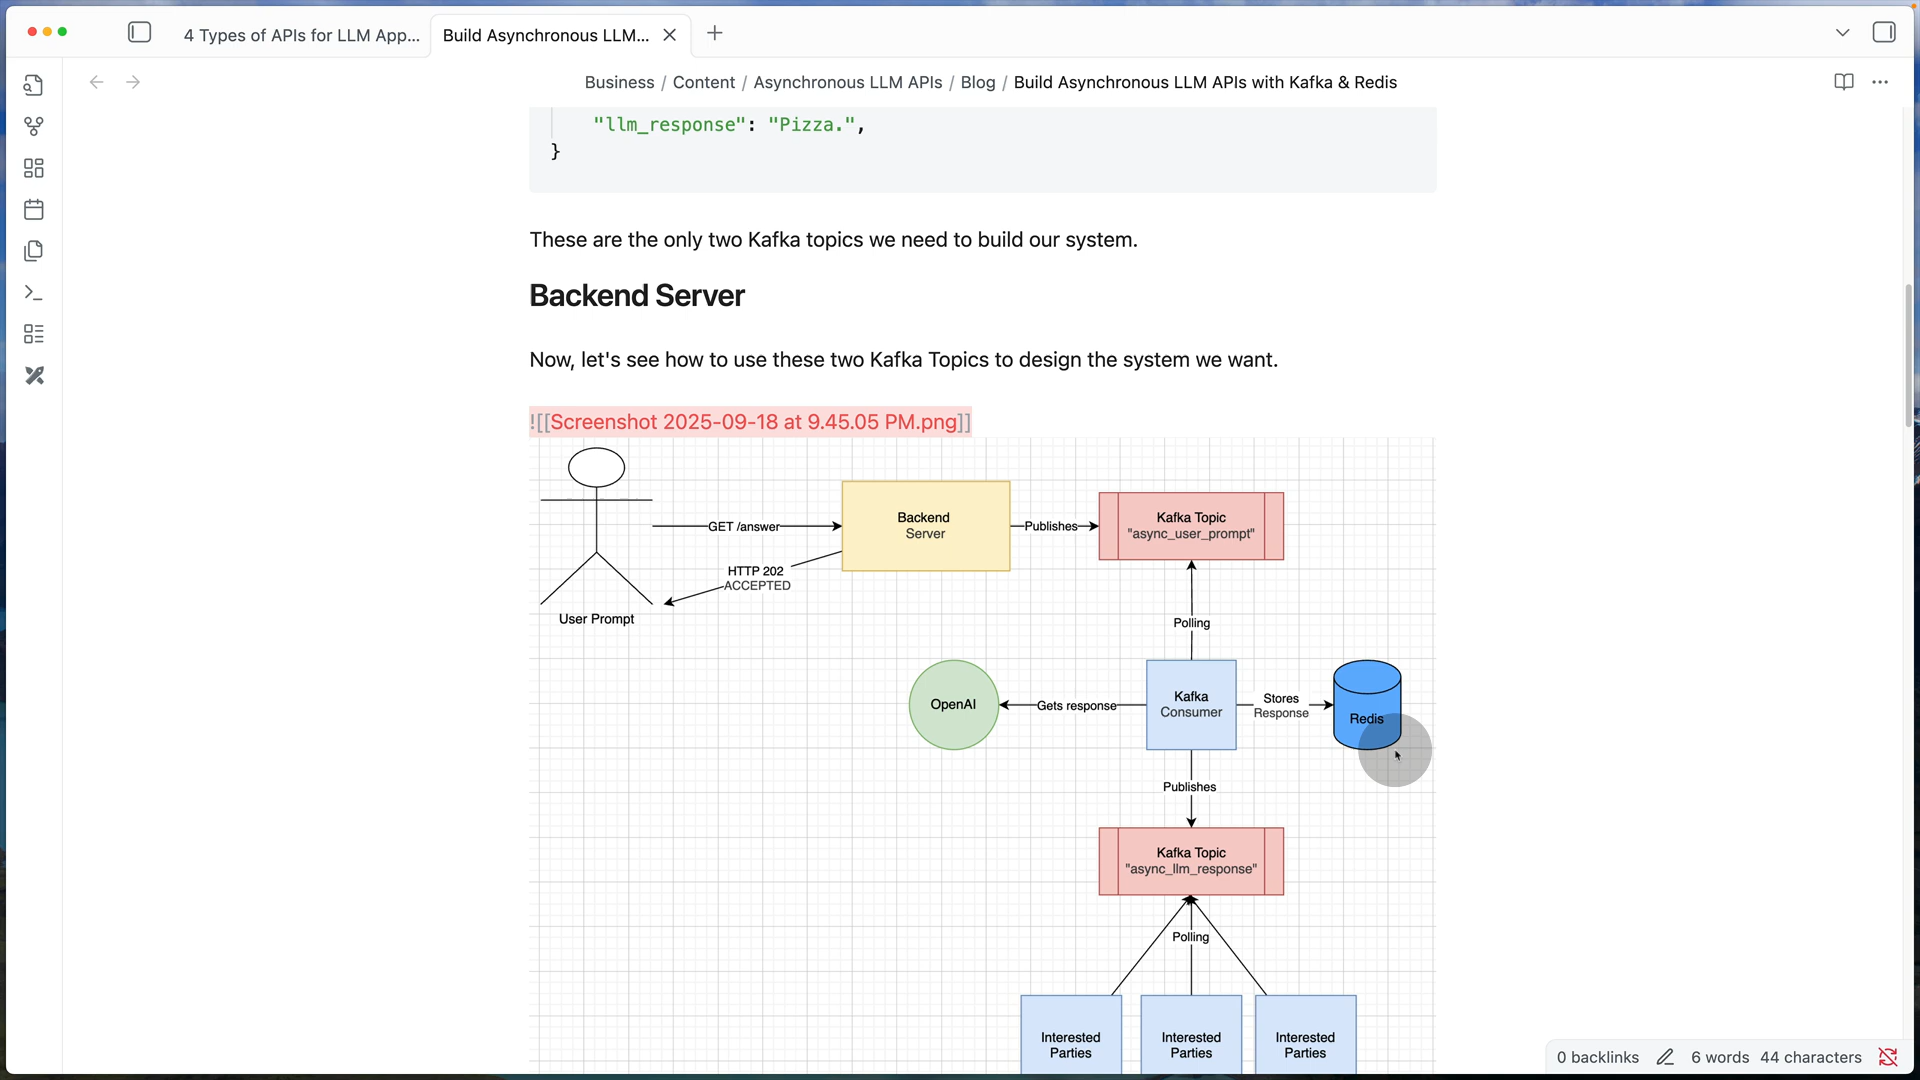 4 Types of APIs for LLM App...
Build Asynchronous LLM...
Business / Content / Asynchronous LLM APIs / Blog / Build Asynchronous LLM APIs with Kafka & Redis
"llm_response": "Pizza.",
}
These are the only two Kafka topics we need to build our system.
Backend Server
Now, let's see how to use these two Kafka Topics to design the system we want.
![[Screenshot 2025-09-18 at 9.45.05 PM.png]]
GET /answer
Backend
Server
Publishes
Kafka Topic
"async_user_prompt"
HTTP 202
ACCEPTED
User Prompt
Polling
OpenAI
Gets response
Kafka
Consumer
Stores
Response
Redis
Publishes
Kafka Topic
"async_llm_response"
Polling
Interested
Parties
Interested
Parties
Interested
Parties
0 backlinks
6 words
44 characters